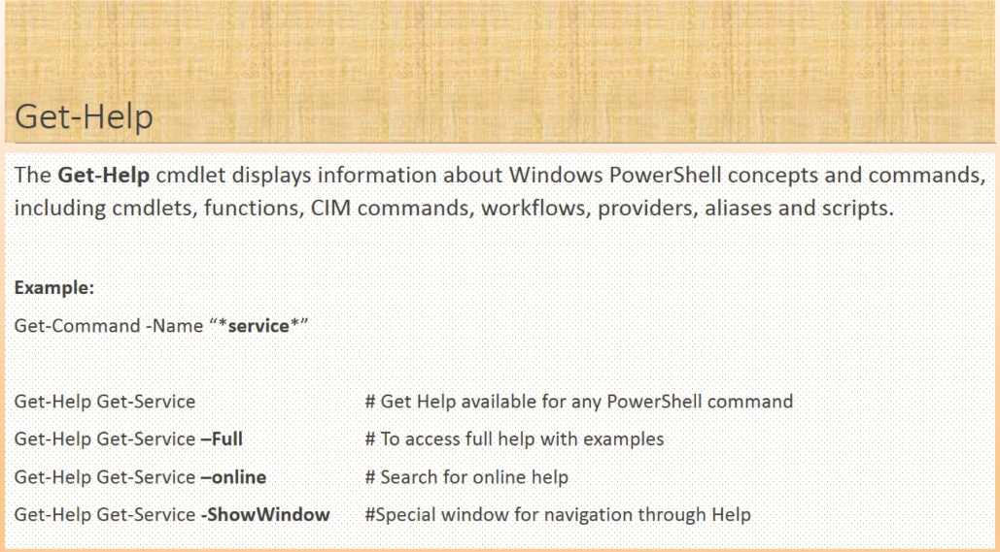 Get-Help
The Get-Help cmdlet displays information about Windows PowerShell concepts and commands,
including cmdlets, functions, CIM commands, workflows, providers, aliases and scripts.
Example:
Get-Command -Name “*service*”
Get-Help Get-Service # Get Help available for any PowerShell command
Get-Help Get-Service –Full # To access full help with examples
Get-Help Get-Service –online # Search for online help
Get-Help Get-Service -ShowWindow #Special window for navigation through Help